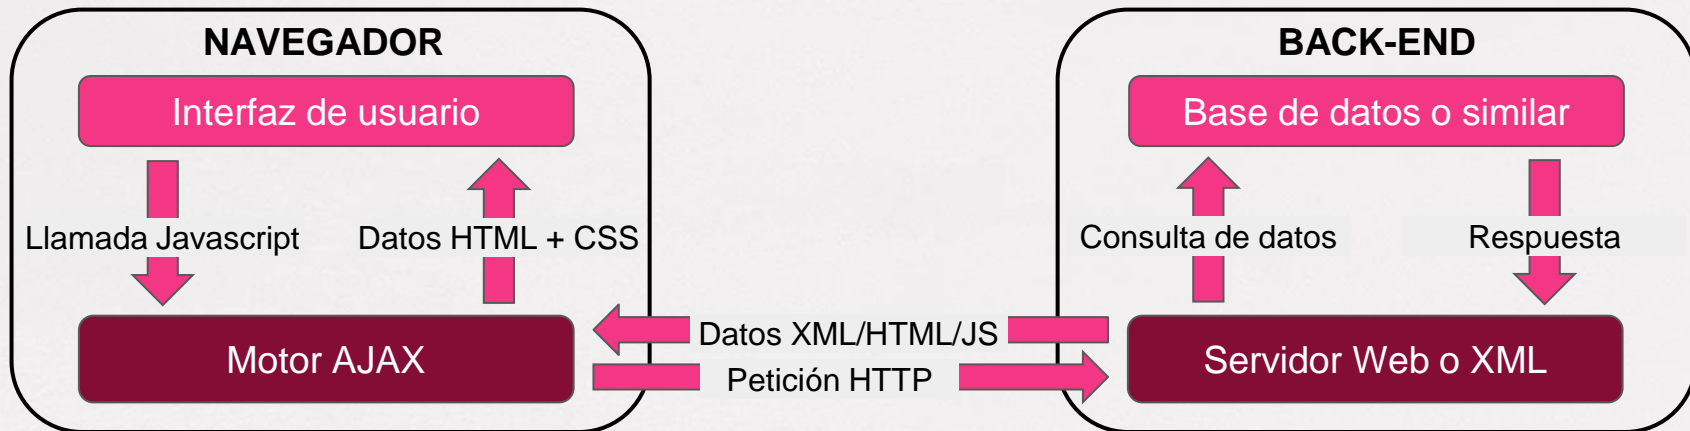 NAVEGADOR
Interfaz de usuario
Llamada Javascript
Datos HTML + CSS
Motor AJAX
Datos XML/HTML/JS
Petición HTTP
BACK-END
Base de datos o similar
Consulta de datos
Respuesta
Servidor Web o XML